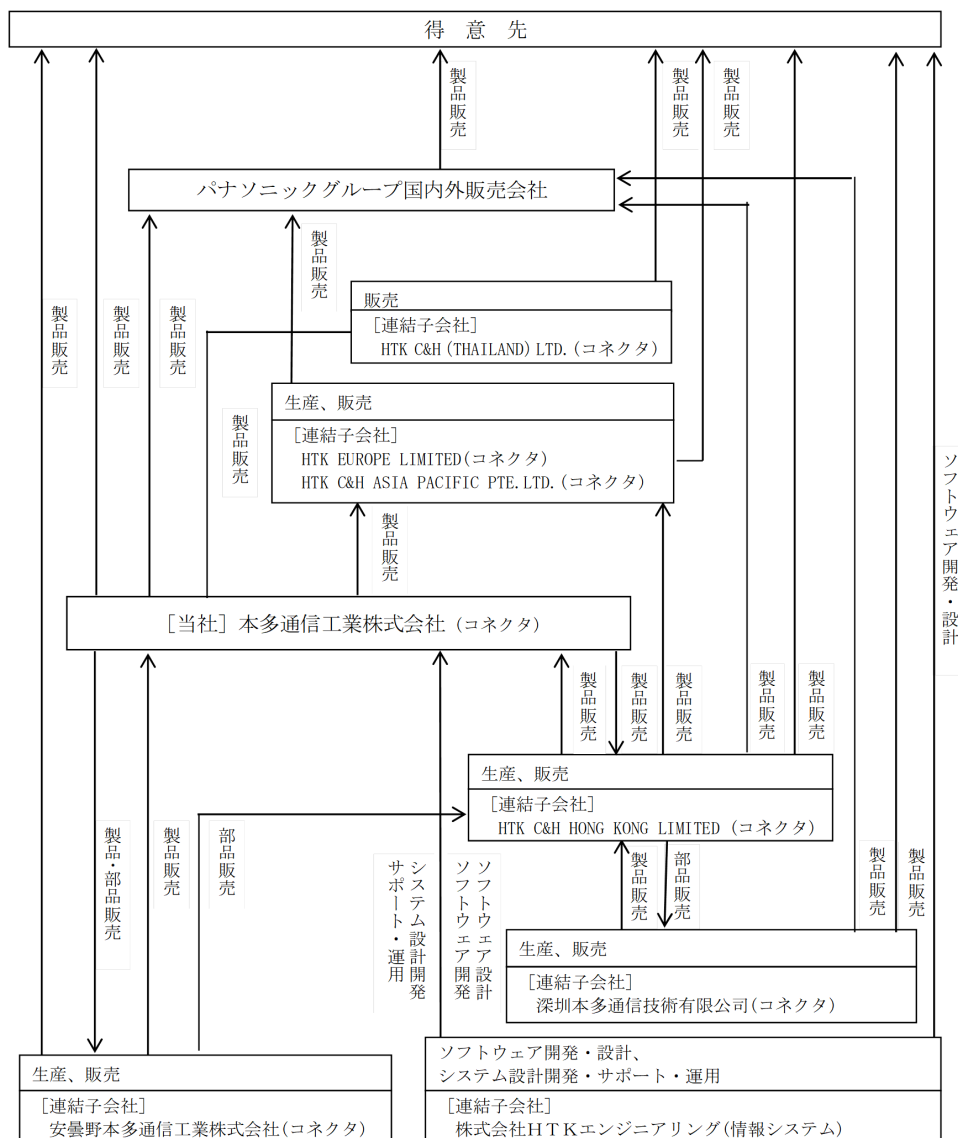 得 意 先
製品販売
製品販売
製品販売
パナソニックグループ国内外販売会社
製品販売
製品販売
製品販売
製品販売
販売
［連結子会社］
HTK C&H(THAILAND)LTD.(コネクタ)
製品販売
生産、販売
［連結子会社］
HTK EUROPE LIMITED(コネクタ)
HTK C&H ASIA PACIFIC PTE.LTD.(コネクタ)
ソフトウェア開発・設計
製品販売
［当社］本多通信工業株式会社（コネクタ）
製品販売
製品販売
製品販売
製品販売
製品販売
生産、販売
［連結子会社］
HTK C&H HONG KONG LIMITED（コネクタ）
製品・部品販売
製品販売
部品販売
システム設計開発
サポート・運用
ソフトウェア設計
ソフトウェア開発
製品販売
部品販売
製品販売
製品販売
生産、販売
［連結子会社］
深圳本多通信技術有限公司(コネクタ)
生産、販売
［連結子会社］
安曇野本多通信工業株式会社(コネクタ)
ソフトウェア開発・設計、
システム設計開発・サポート・運用
［連結子会社］
株式会社ＨＴＫエンジニアリング(情報システム)